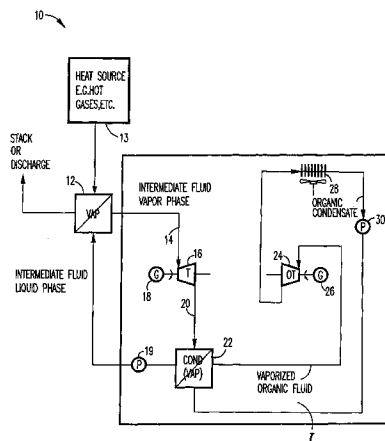 10
HEAT SOURCE
E.G.HOT
GASES,ETC.
13
STACK
OR
DISCHARGE
12
VAP
INTERMEDIATE FLUID
VAPOR PHASE
14
16
T
G
18
20
28
ORGANIC
CONDENSATE
30
P
24
OT
G
26
INTERMEDIATE FLUID
LIQUID PHASE
19
P
COND
(VAP)
22
VAPORIZED
ORGANIC FLUID